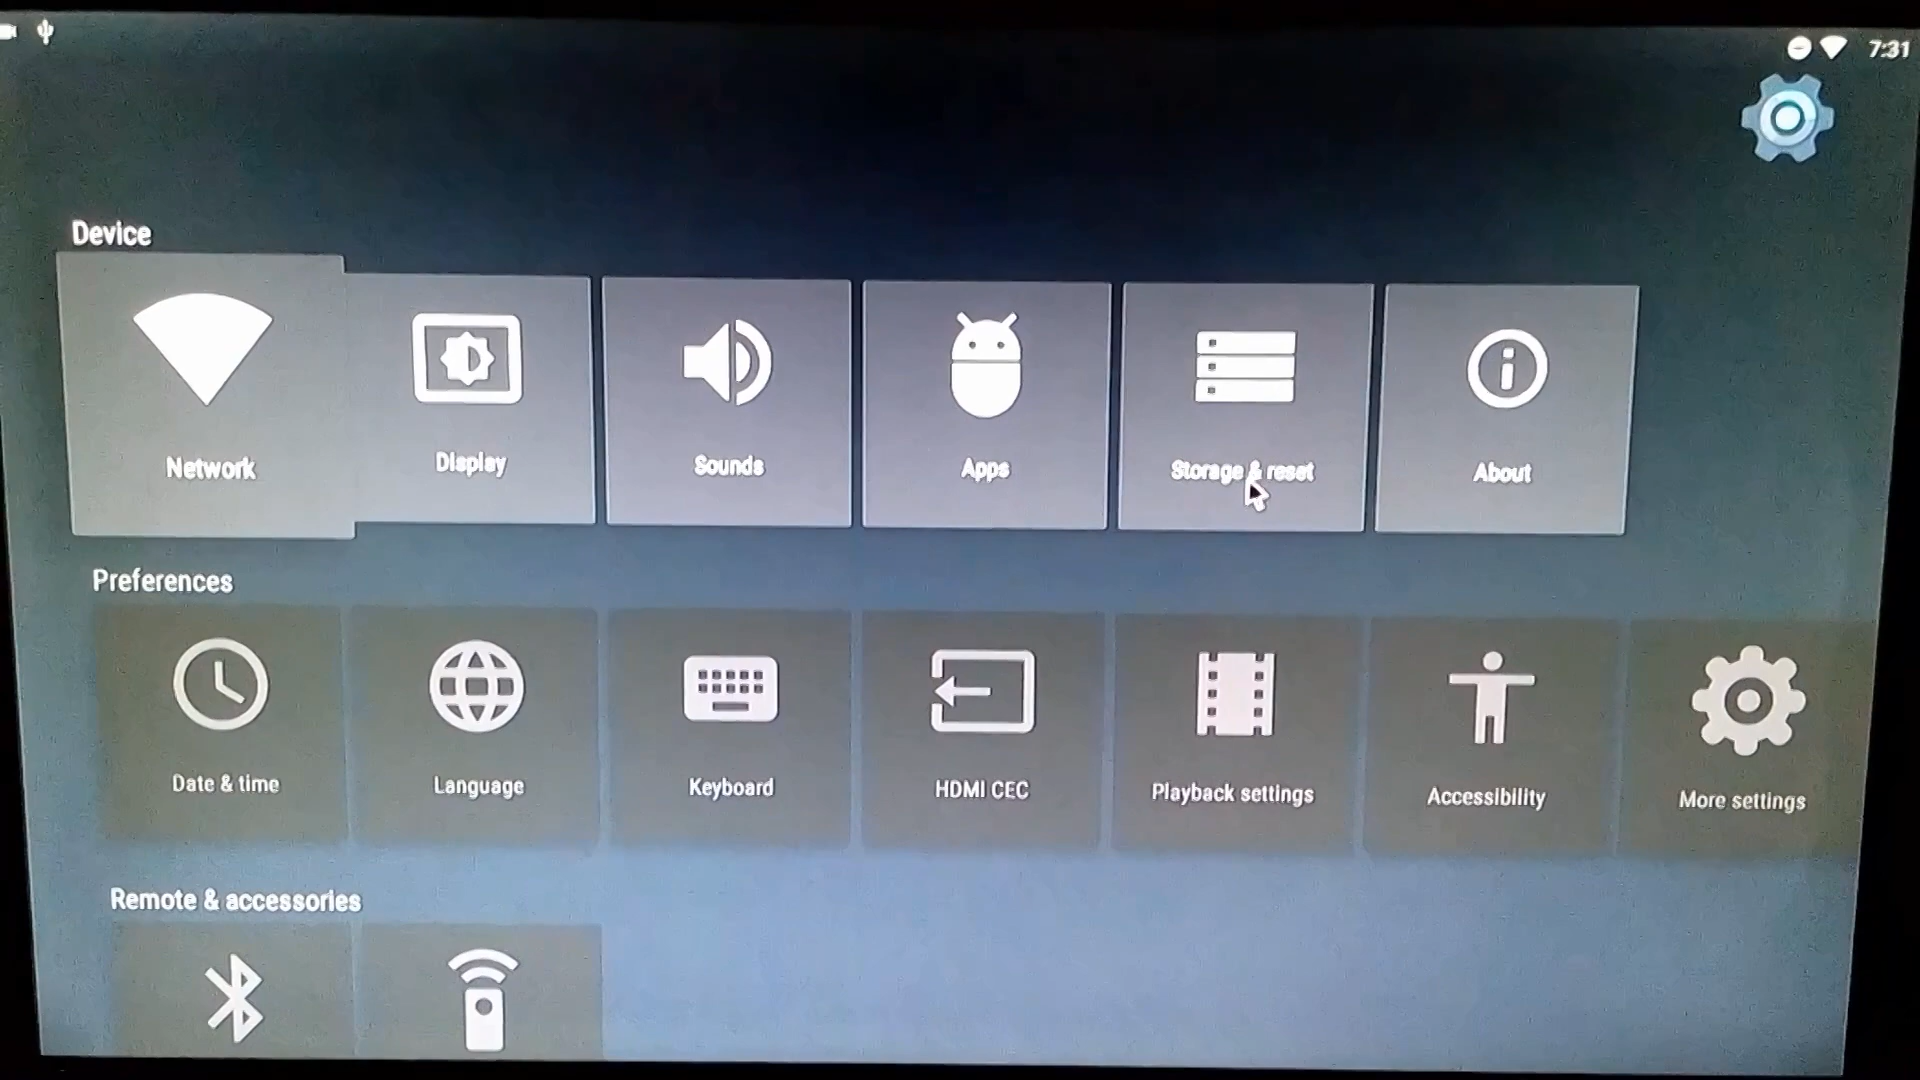 7:31
Device
Network
Display
Sounds
Apps
Storage & reset
About
Preferences
Date & time
Language
Keyboard
HDMI CEC
Playback settings
Accessibility
More settings
Remote & accessories